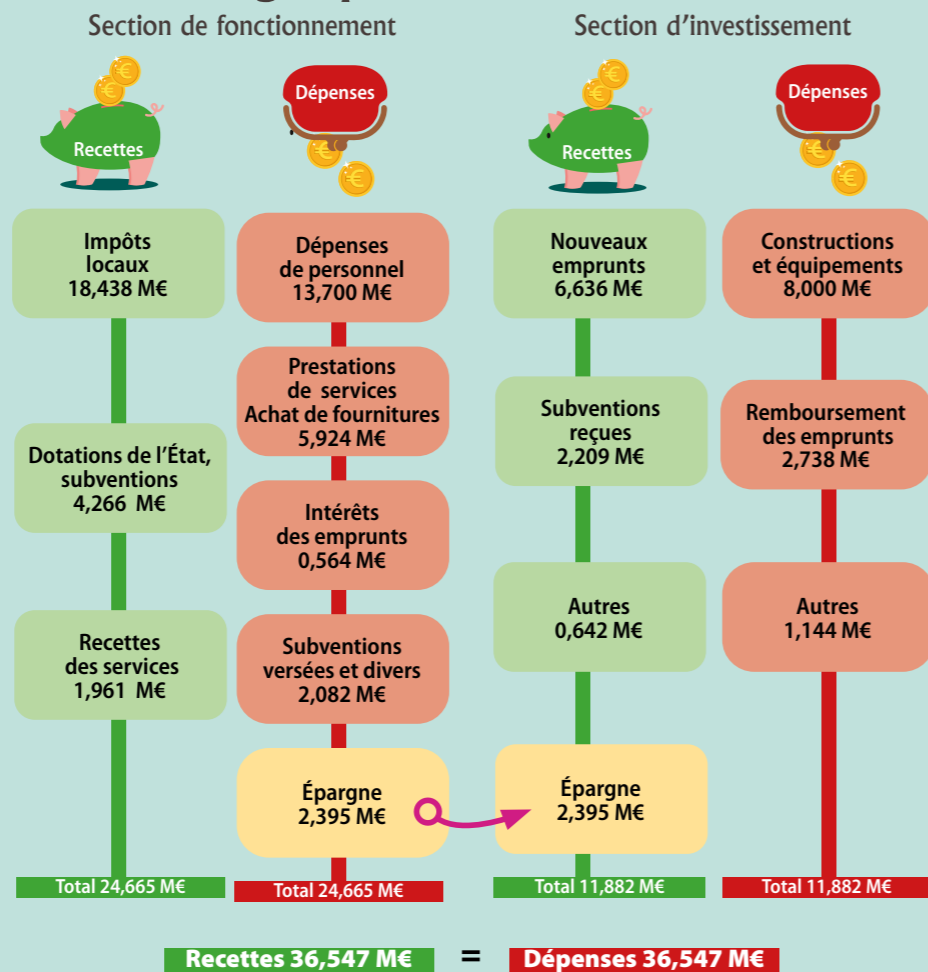 Section de fonctionnement
Recettes
Impôts
locaux
18,438 M€
Dotations de l'État,
subventions
4,266 M€
Recettes
des services
1,961 M€
Total 24,665 M€
Dépenses
Dépenses
de personnel
13,700 M€
Prestations
de services
Achat de fournitures
5,924 M€
Intérêts
des emprunts
0,564 M€
Subventions
versées et divers
2,082 M€
Épargne
2,395 M€
Total 24,665 M€
Section d'investissement
Recettes
Nouveaux
emprunts
6,636 M€
Subventions
reçues
2,209 M€
Autres
0,642 M€
Épargne
2,395 M€
Total 11,882 M€
Dépenses
Constructions
et équipements
8,000 M€
Remboursement
des emprunts
2,738 M€
Autres
1,144 M€
Total 11,882 M€
Recettes 36,547 M€ = Dépenses 36,547 M€